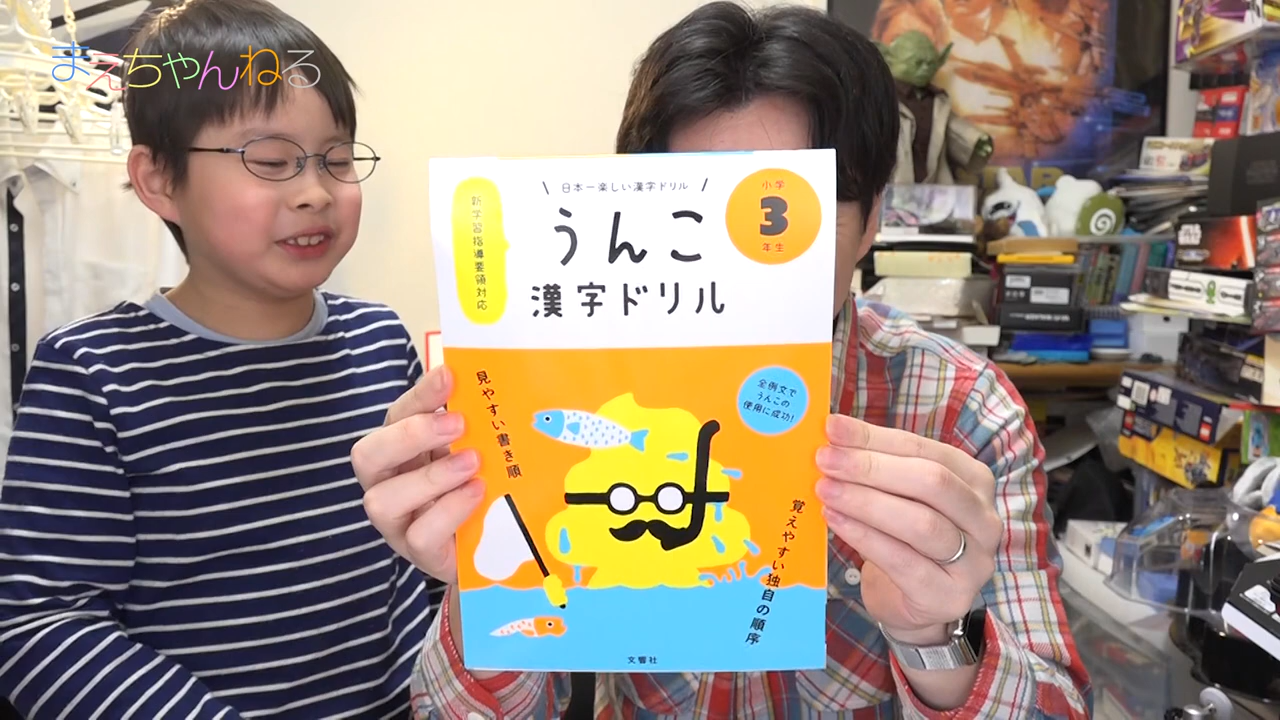 まえちゃんねる
日本一楽しい漢字ドリル
うんこ
漢字ドリル
小学
3
年生
新学習指導要領対応
全例文で
うんこの
使用に成功!
見やすい書き順
覚えやすい独自の順序
文響社
STAR
WARS